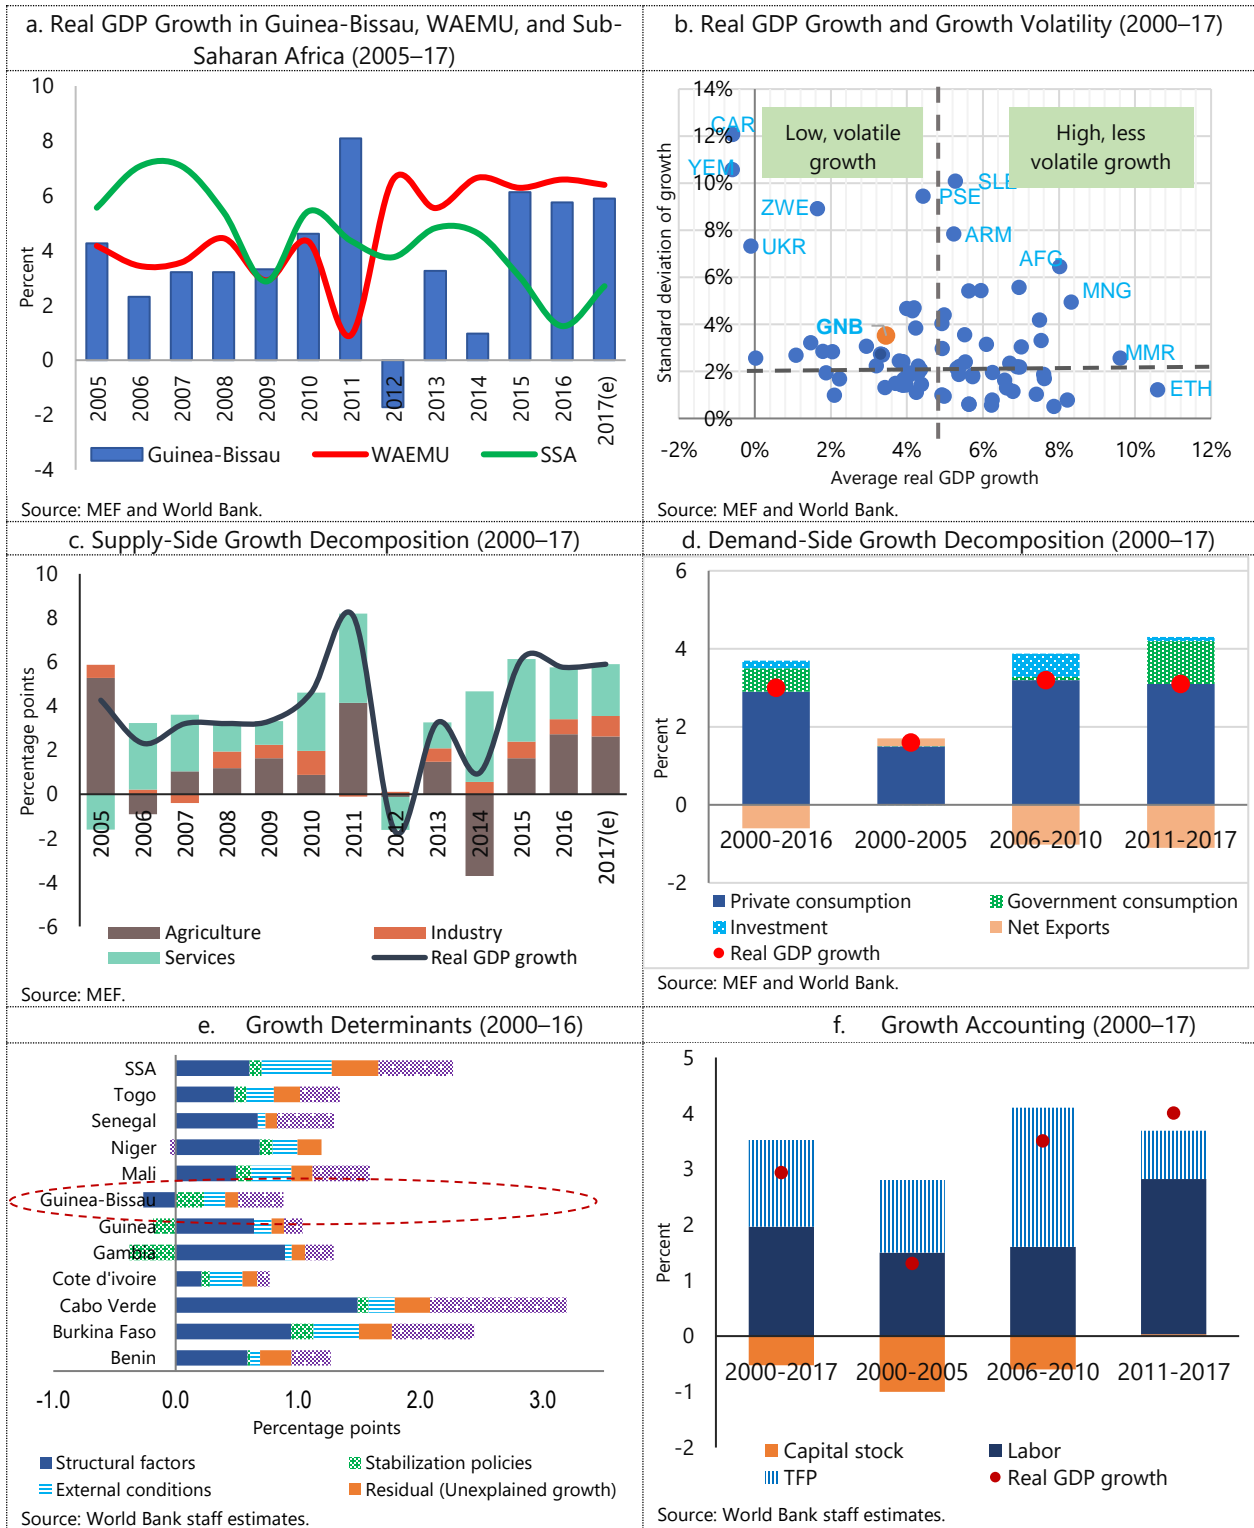 a. Real GDP Growth in Guinea-Bissau, WAEMU, and Sub-
Saharan Africa (2005–17)
10
8
6
4
2
0
-2
-4
Percent
2005
2006
2007
2008
2009
2010
2011
2012
2013
2014
2015
2016
2017(e)
Guinea-Bissau
WAEMU
SSA
Source: MEF and World Bank.
b. Real GDP Growth and Growth Volatility (2000–17)
14%
12%
10%
8%
6%
4%
2%
0%
Standard deviation of growth
Low, volatile
growth
High, less
volatile growth
CAR
YEM
ZWE
UKR
SLE
PSE
ARM
AFG
MNG
GNB
MMR
ETH
-2%
0%
2%
4%
6%
8%
10%
12%
Average real GDP growth
Source: MEF and World Bank.
c. Supply-Side Growth Decomposition (2000–17)
10
8
6
4
2
0
-2
-4
-6
Percentage points
2005
2006
2007
2008
2009
2010
2011
2012
2013
2014
2015
2016
2017(e)
Agriculture
Industry
Services
Real GDP growth
Source: MEF.
d. Demand-Side Growth Decomposition (2000-17)
6
4
2
0
-2
Percent
2000-2016
2000-2005
2006-2010
2011-2017
Private consumption
Government consumption
Investment
Net Exports
Real GDP growth
Source: MEF and World Bank.
e. Growth Determinants (2000–16)
SSA
Togo
Senegal
Niger
Mali
Guinea-Bissau
Guinea
Gambia
Cote d'ivoire
Cabo Verde
Burkina Faso
Benin
-1.0
0.0
1.0
2.0
3.0
Percentage points
Structural factors
Stabilization policies
External conditions
Residual (Unexplained growth)
Source: World Bank staff estimates.
f. Growth Accounting (2000–17)
5
4
3
2
1
0
-1
-2
Percent
2000-2017
2000-2005
2006-2010
2011-2017
Capital stock
Labor
TFP
Real GDP growth
Source: World Bank staff estimates.